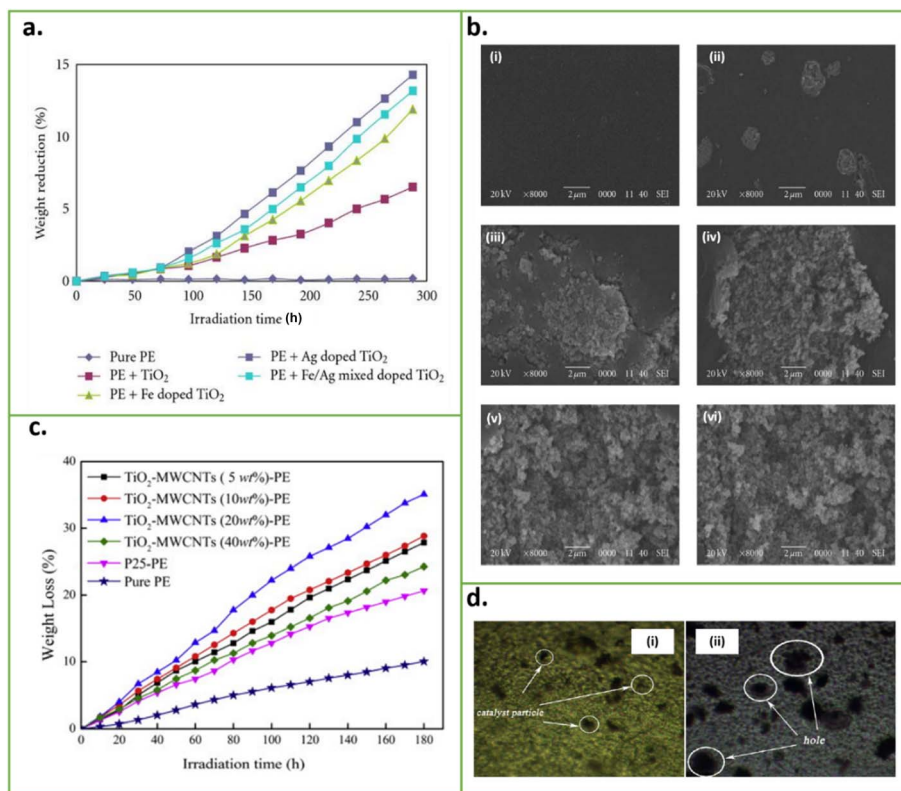 a.
15
10
5
0
Weight reduction (%)
0 50 100 150 200 250 300
Irradiation time (h)
Pure PE
PE + TiO₂
PE + Fe doped TiO₂
PE + Ag doped TiO₂
PE + Fe/Ag mixed doped TiO₂
b.
(i)
20 kV ×8000 2 μm 0000 11 40 SEI
(ii)
20 kV ×8000 2 μm 0000 11 40 SEI
(iii)
20 kV ×8000 2 μm 0000 11 40 SEI
(iv)
20 kV ×8000 2 μm 0000 11 40 SEI
(v)
20 kV ×8000 2 μm 0000 11 40 SEI
(vi)
20 kV ×8000 2 μm 0000 11 40 SEI
c.
40
30
20
10
0
Weight Loss (%)
TiO₂-MWCNTs ( 5 wt%)-PE
TiO₂-MWCNTs (10wt%)-PE
TiO₂-MWCNTs (20wt%)-PE
TiO₂-MWCNTs (40wt%)-PE
P25-PE
Pure PE
0 20 40 60 80 100 120 140 160 180
Irradiation time (h)
d.
(i)
catalyst particle
(ii)
hole